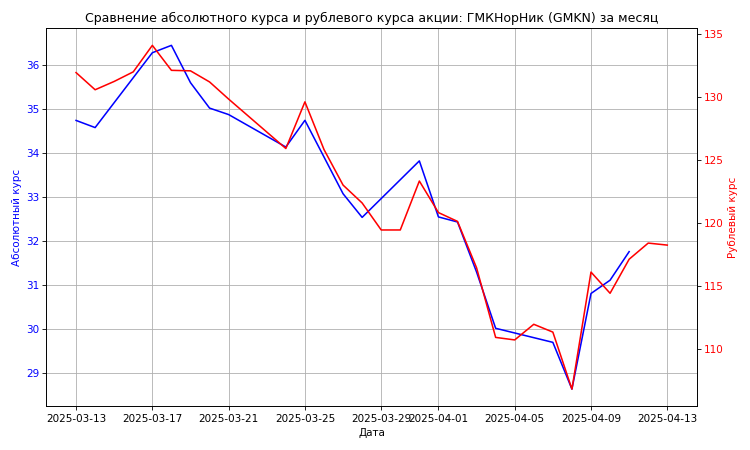 Сравнение абсолютного курса и рублевого курса акции: ГМКНорНик (GMKN) за месяц
36
35
34
33
32
31
30
29
Абсолютный курс
135
130
125
120
115
110
Рублевый курс
2025-03-13 2025-03-17 2025-03-21 2025-03-25 2025-03-29 2025-04-01 2025-04-05 2025-04-09 2025-04-13
Дата